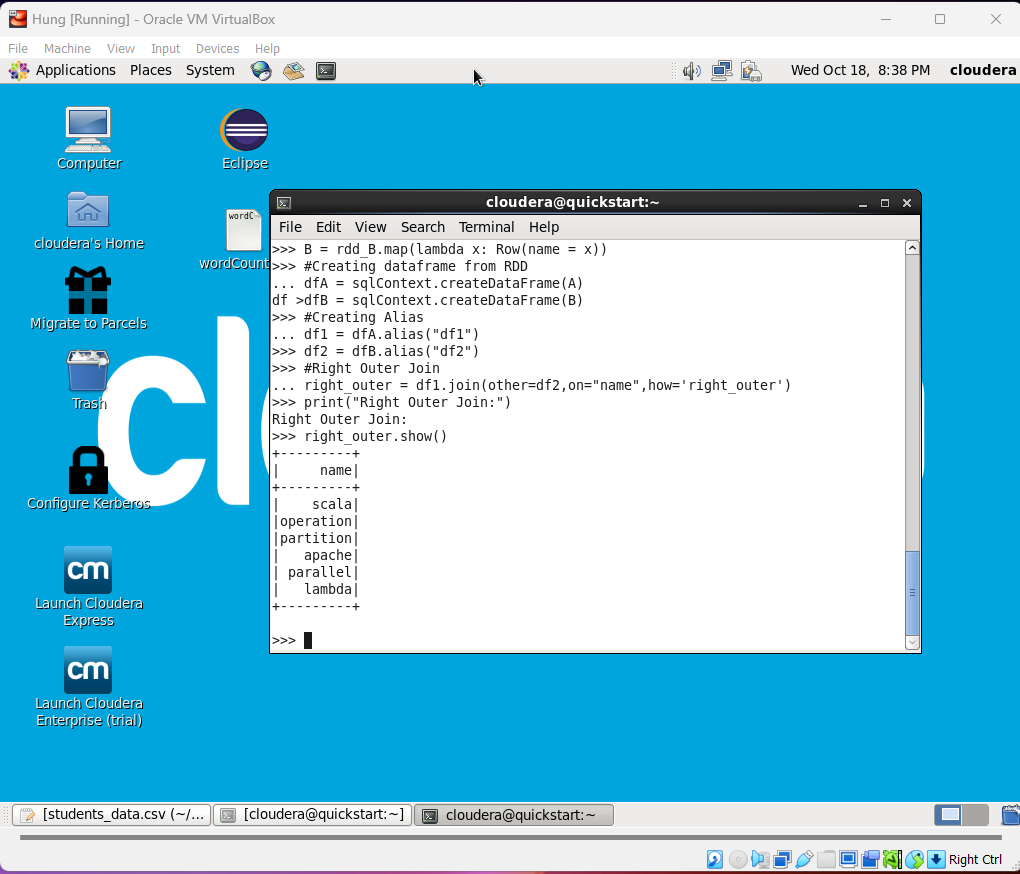 Hung [Running] - Oracle VM VirtualBox
File Machine View Input Devices Help
Applications Places System Wed Oct 18, 8:38 PM cloudera
Computer
Eclipse
cloudera's Home
wordC
wordCount
Migrate to Parcels
Trash
Configure Kerberos
cm
Launch Cloudera
Express
cm
Launch Cloudera
Enterprise (trial)
cl
cloudera@quickstart:~
File Edit View Search Terminal Help
>>> B = rdd_B.map(lambda x: Row(name = x))
>>> #Creating dataframe from RDD
... dfA = sqlContext.createDataFrame(A)
df >dfB = sqlContext.createDataFrame(B)
>>> #Creating Alias
... df1 = dfA.alias("df1")
>>> df2 = dfB.alias("df2")
>>> #Right Outer Join
... right_outer = df1.join(other=df2,on="name",how='right_outer')
>>> print("Right Outer Join:")
Right Outer Join:
>>> right_outer.show()
+---------+
|     name|
+---------+
|    scala|
|operation|
|partition|
|   apache|
| parallel|
|   lambda|
+---------+
>>>
[students_data.csv (~/... [cloudera@quickstart:~] cloudera@quickstart:~
Right Ctrl